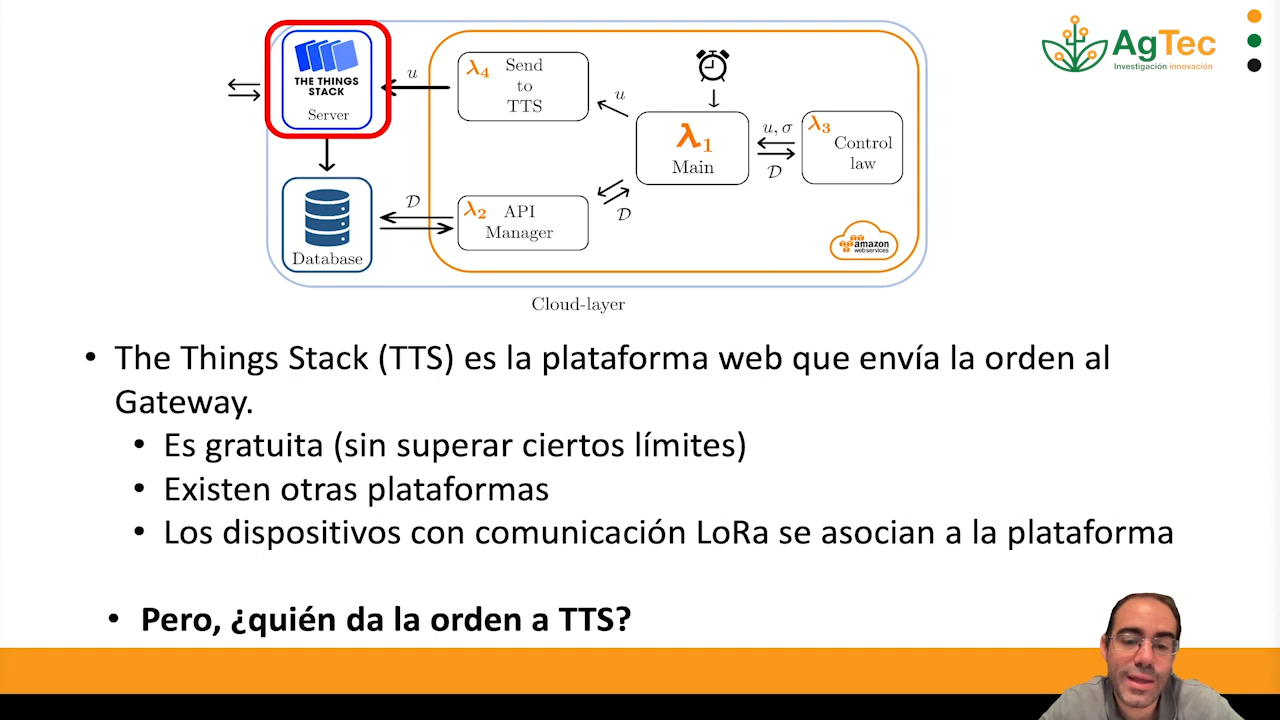 THE THINGS
STACK
Server
u
λ4 Send
to
TTS
u
λ1
Main
u, σ
𝒟
λ3 Control
law
𝒟
λ2 API
Manager
𝒟
Database
amazon
webservices
Cloud-layer
AgTec
Investigación innovación
• The Things Stack (TTS) es la plataforma web que envía la orden al
Gateway.
• Es gratuita (sin superar ciertos límites)
• Existen otras plataformas
• Los dispositivos con comunicación LoRa se asocian a la plataforma
• Pero, ¿quién da la orden a TTS?